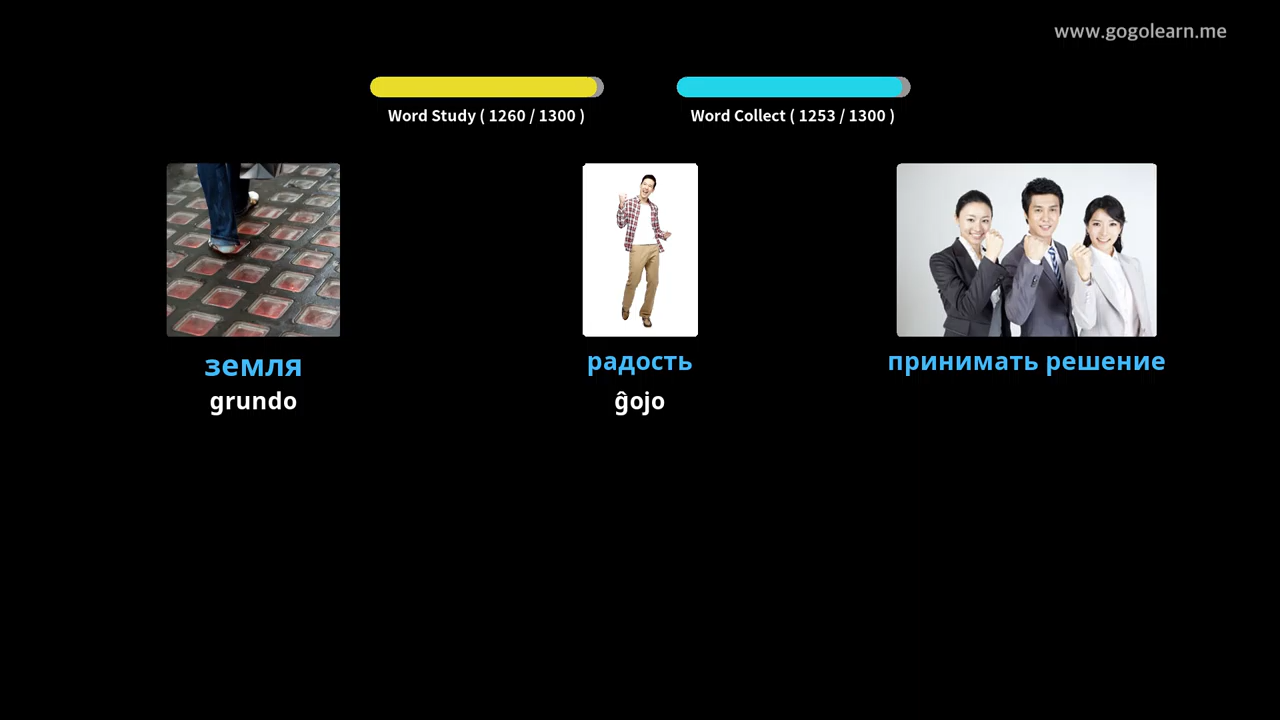 www.gogolearn.me
Word Study ( 1260 / 1300 )
Word Collect ( 1253 / 1300 )
земля
grundo
радость
ĝojo
принимать решение